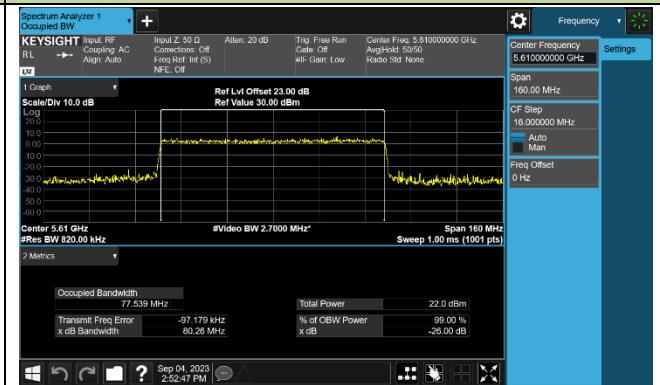 Spectrum Analyzer 1
Occupied BW
Frequency
KEYSIGHT
RL
LXI
Input: RF
Coupling: AC
Align: Auto
Input Z: 50 Ω
Corrections: Off
Freq Ref: Int (S)
NFE: Off
Atten: 20 dB
Trig: Free Run
Gate: Off
#IF Gain: Low
Center Freq: 5.610000000 GHz
Avg|Hold: 50/50
Radio Std: None
Center Frequency
5.610000000 GHz
Settings
Span
160.00 MHz
CF Step
16.000000 MHz
Auto
Man
Freq Offset
0 Hz
1 Graph
Scale/Div 10.0 dB
Ref Lvl Offset 23.00 dB
Ref Value 30.00 dBm
Log
20.0
10.0
0.00
-10.0
-20.0
-30.0
-40.0
-50.0
-60.0
Center 5.61 GHz
#Video BW 2.7000 MHz*
Span 160 MHz
#Res BW 820.00 kHz
Sweep 1.00 ms (1001 pts)
2 Metrics
Occupied Bandwidth
77.539 MHz
Total Power 22.0 dBm
Transmit Freq Error -97.179 kHz
% of OBW Power 99.00 %
x dB Bandwidth 80.26 MHz
x dB -26.00 dB
Sep 04, 2023
2:52:47 PM